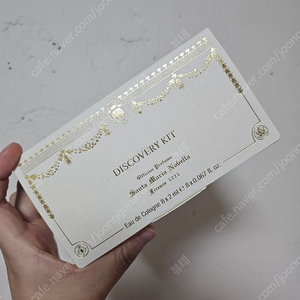 DISCOVERY KIT
Officina Profumo
Santa Maria Novella
Firenze 1221
Eau de Cologne 8 x 2 ml e 8 x 0.067 fl. oz.